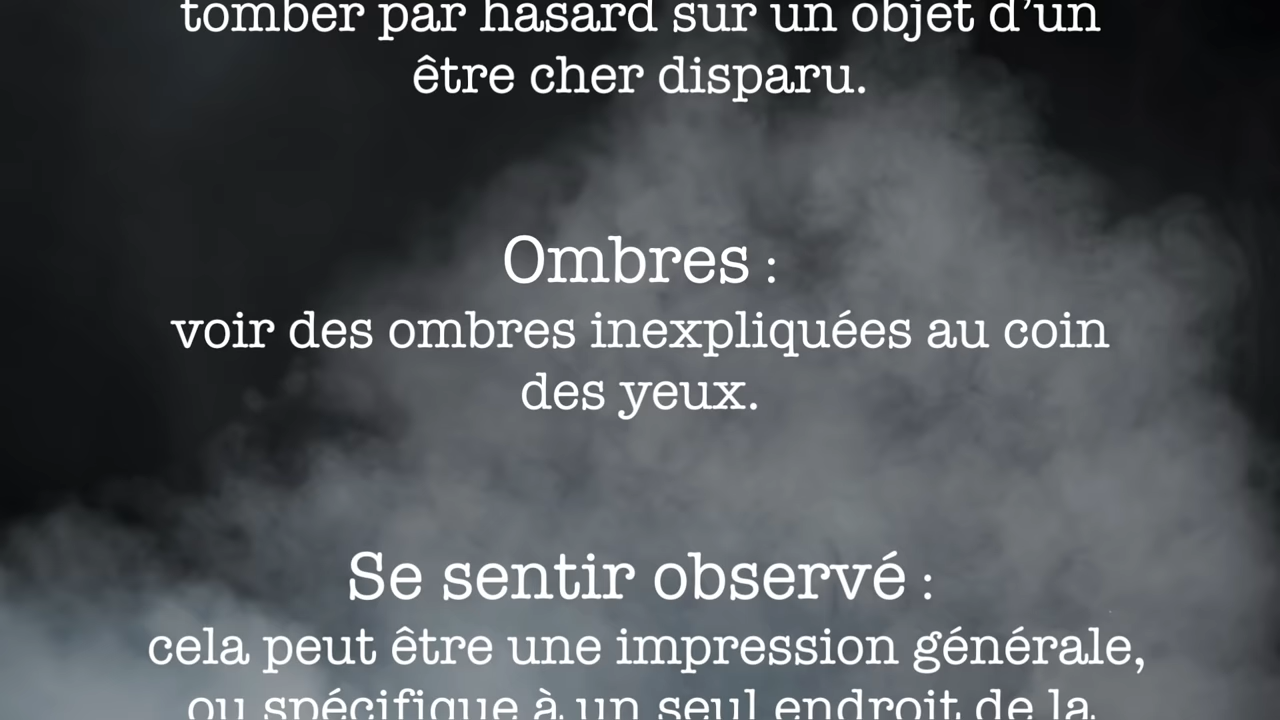 tomber par hasard sur un objet d’un
être cher disparu.
Ombres :
voir des ombres inexpliquées au coin
des yeux.
Se sentir observé :
cela peut être une impression générale,
ou spécifique à un seul endroit de la